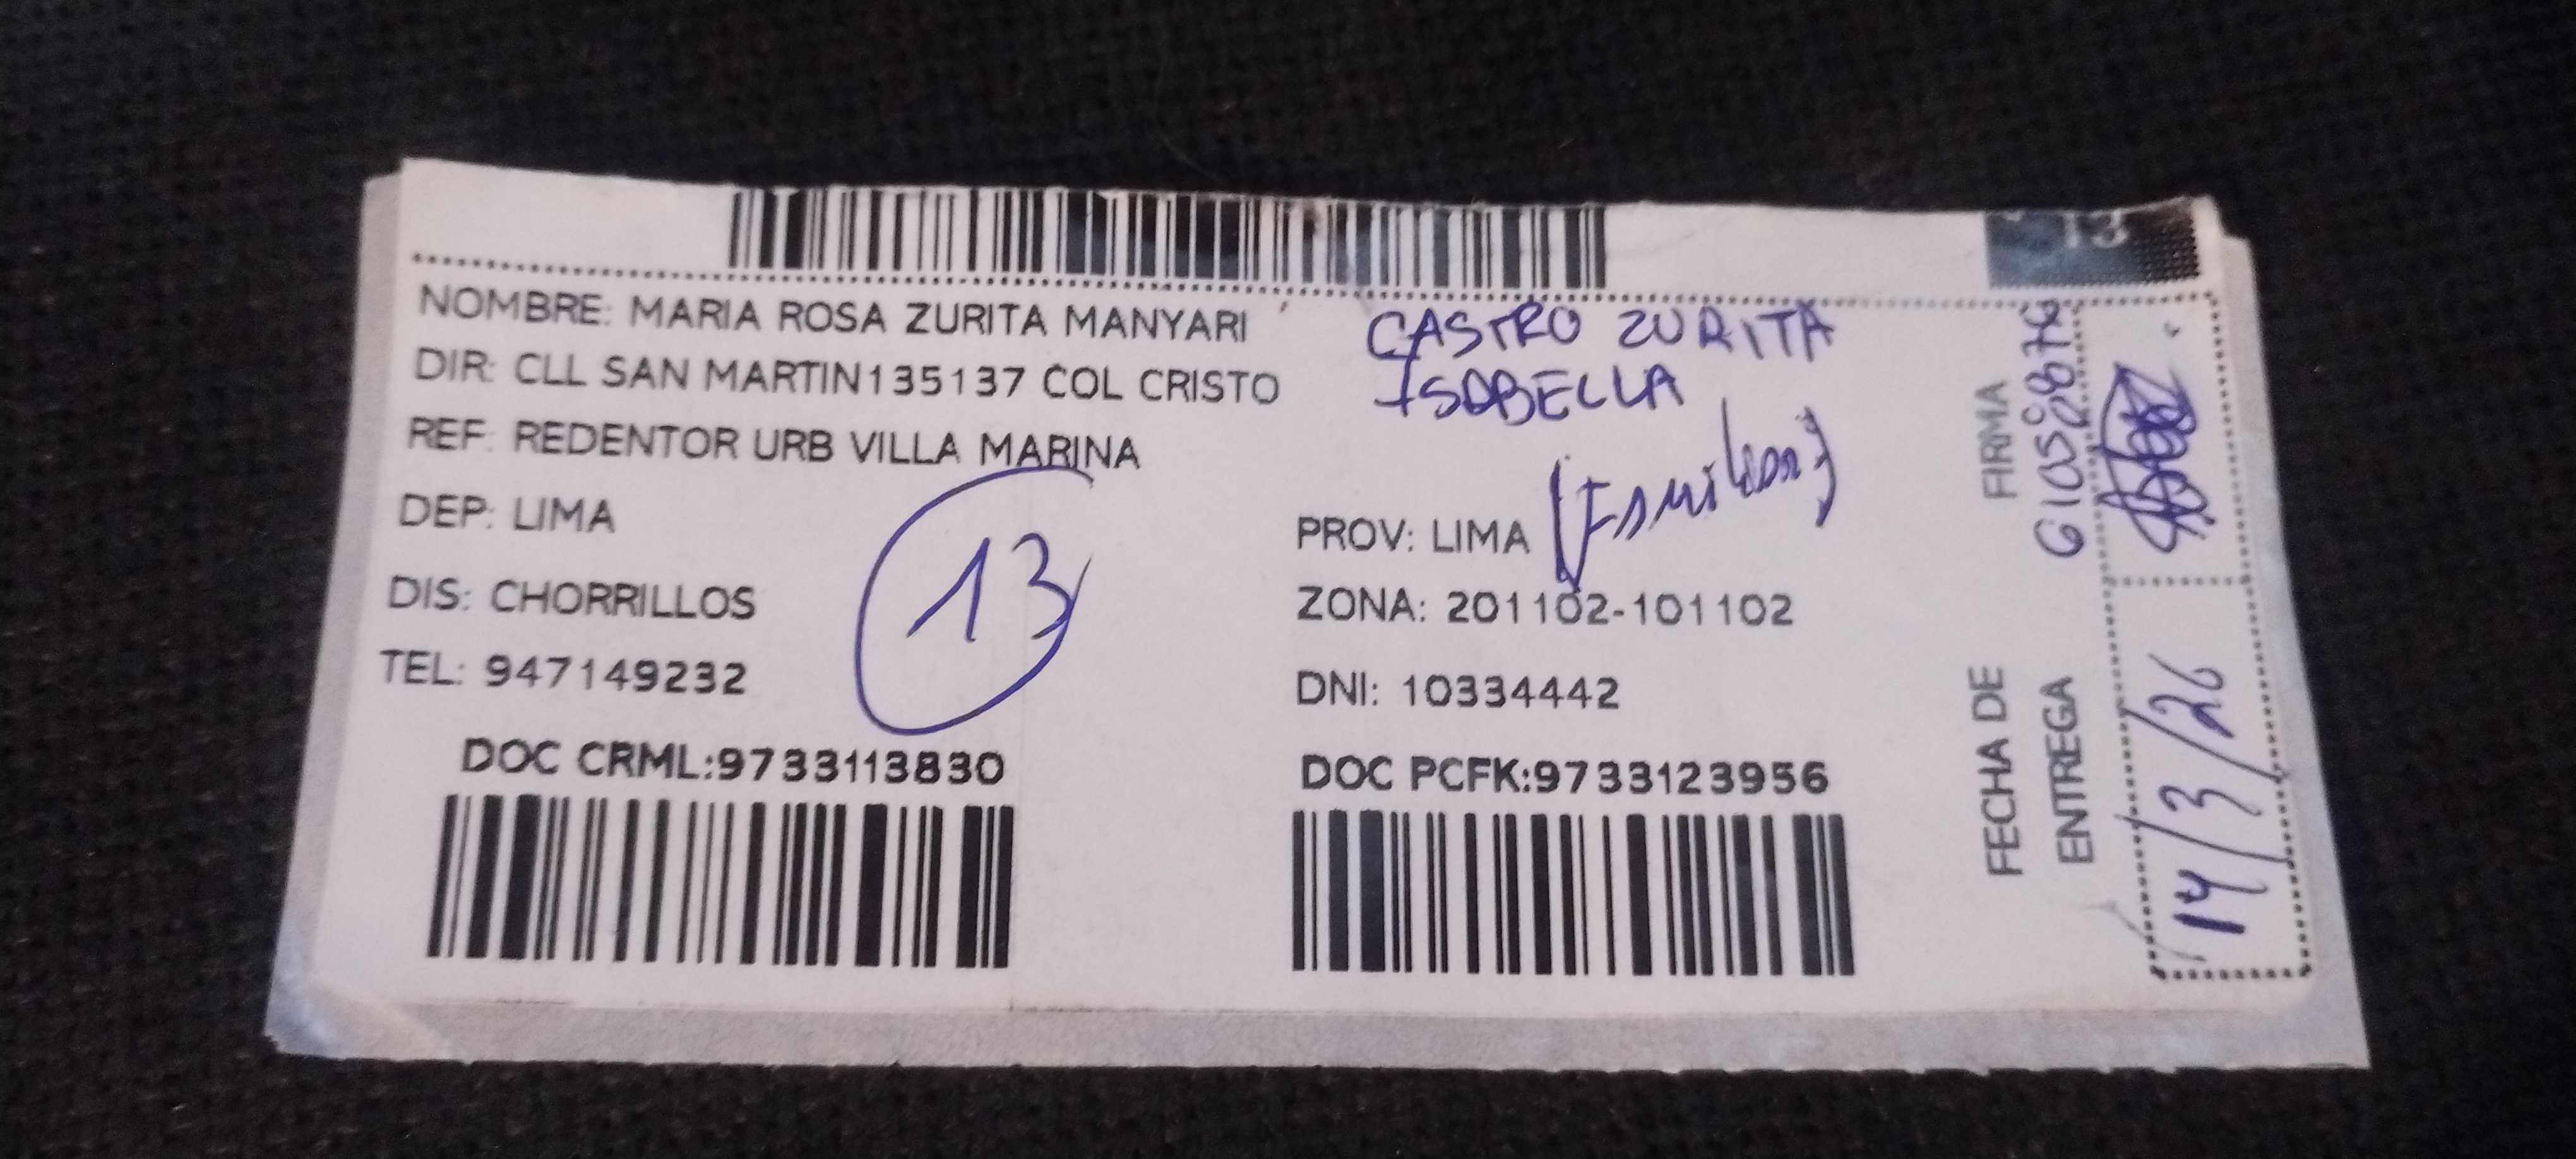 13
NOMBRE: MARIA ROSA ZURITA MANYARI
CASTRO ZURITA
DIR: CLL SAN MARTIN135137 COL CRISTO
ISABELLA
REF: REDENTOR URB VILLA MARINA
DEP: LIMA
PROV: LIMA
13
DIS: CHORRILLOS
ZONA: 201102-101102
TEL: 947149232
DNI: 10334442
DOC CRML:9733113830
DOC PCFK:9733123956
FIRMA
FECHA DE
ENTREGA
14/3/26